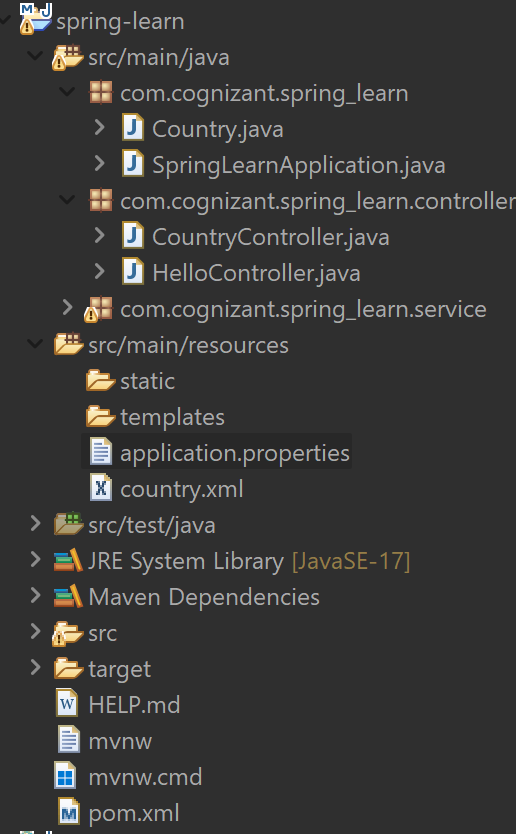 spring-learn
src/main/java
com.cognizant.spring_learn
Country.java
SpringLearnApplication.java
com.cognizant.spring_learn.controller
CountryController.java
HelloController.java
com.cognizant.spring_learn.service
src/main/resources
static
templates
application.properties
country.xml
src/test/java
JRE System Library [JavaSE-17]
Maven Dependencies
src
target
HELP.md
mvnw
mvnw.cmd
pom.xml